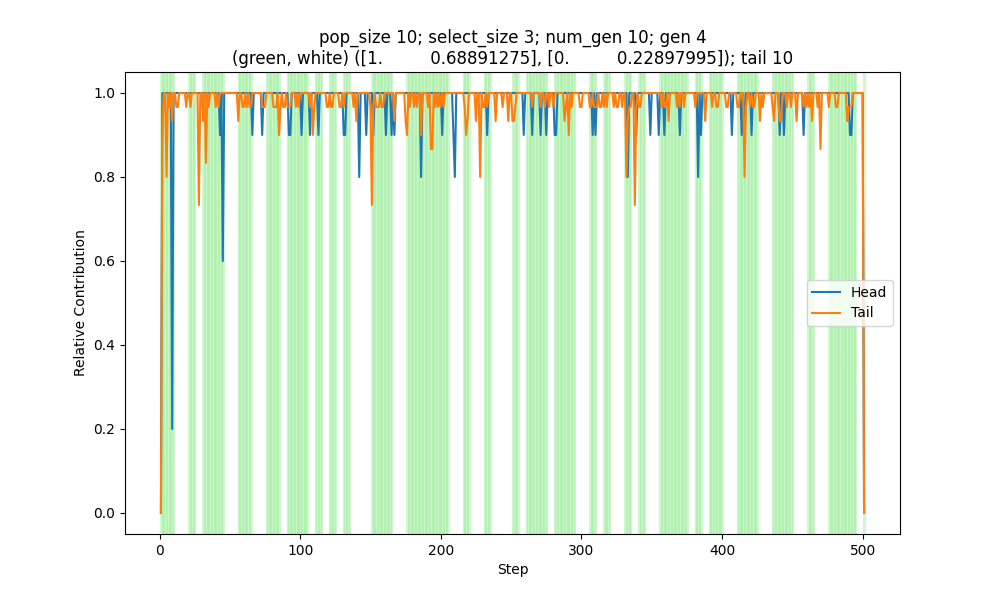 pop_size 10; select_size 3; num_gen 10; gen 4
(green, white) ([1.          0.68891275], [0.          0.22897995]); tail 10
Relative Contribution
1.0
0.8
0.6
0.4
0.2
0.0
Head
Tail
0
100
200
300
400
500
Step